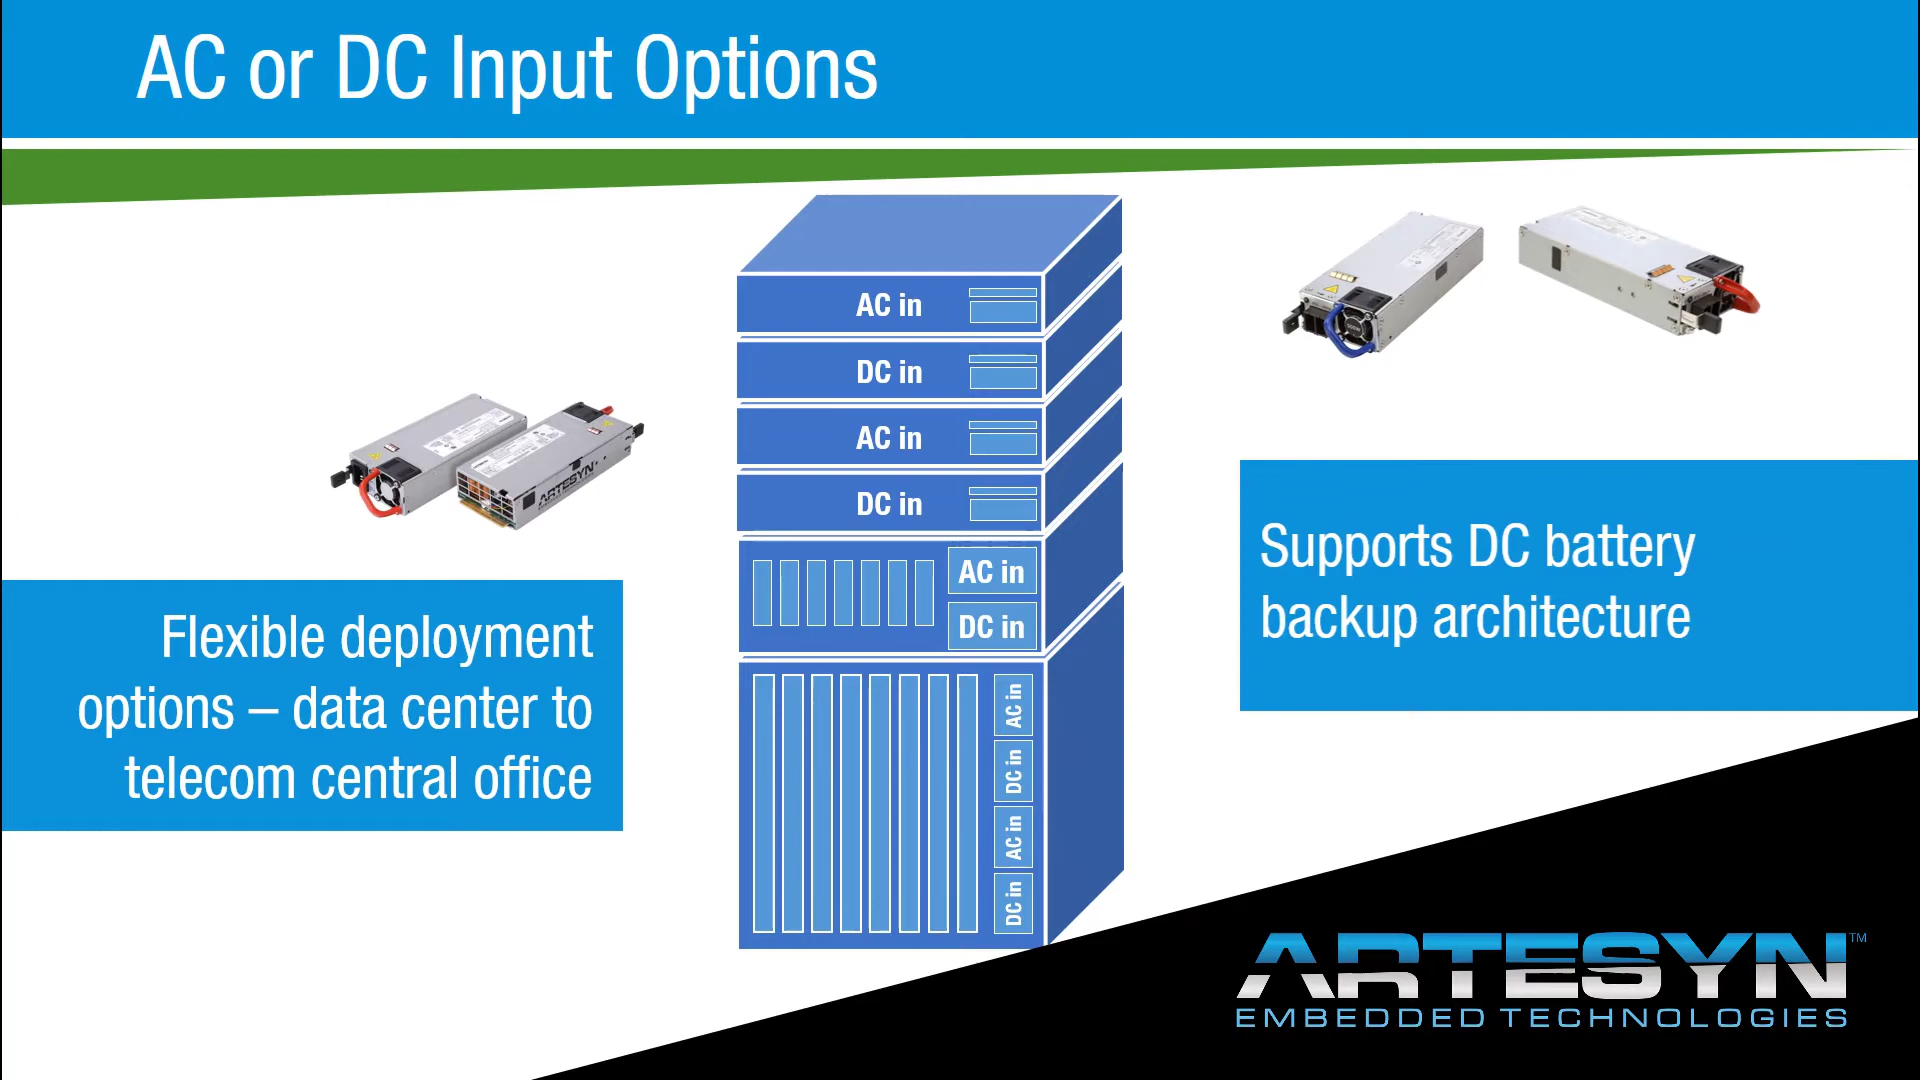 AC or DC Input Options
AC in
DC in
AC in
DC in
AC in
DC in
AC in
DC in
AC in
DC in
ARTESYN
Flexible deployment
options – data center to
telecom central office
Supports DC battery
backup architecture
ARTESYN™
EMBEDDED TECHNOLOGIES